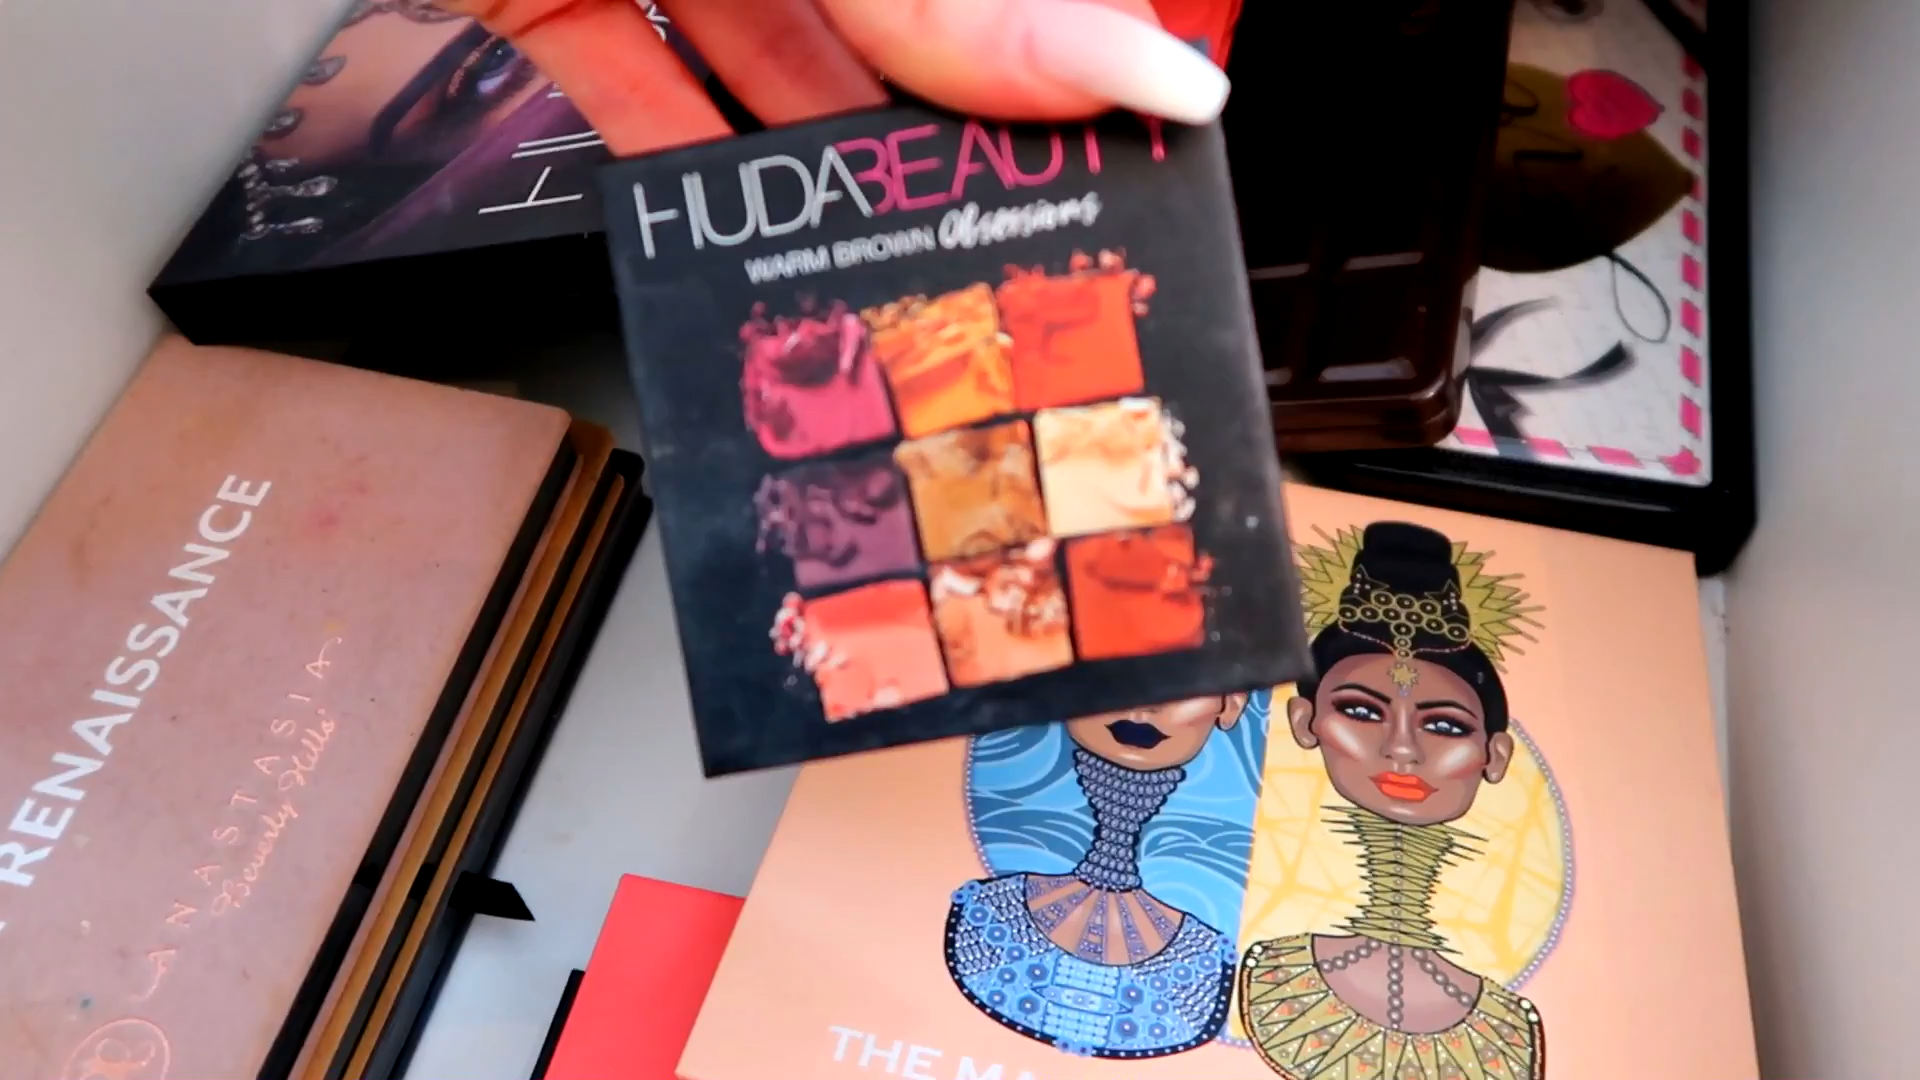 HUDABEAUTY
WARM BROWN Obsessions
RENAISSANCE
ANASTASIA
Beverly Hills
THE M